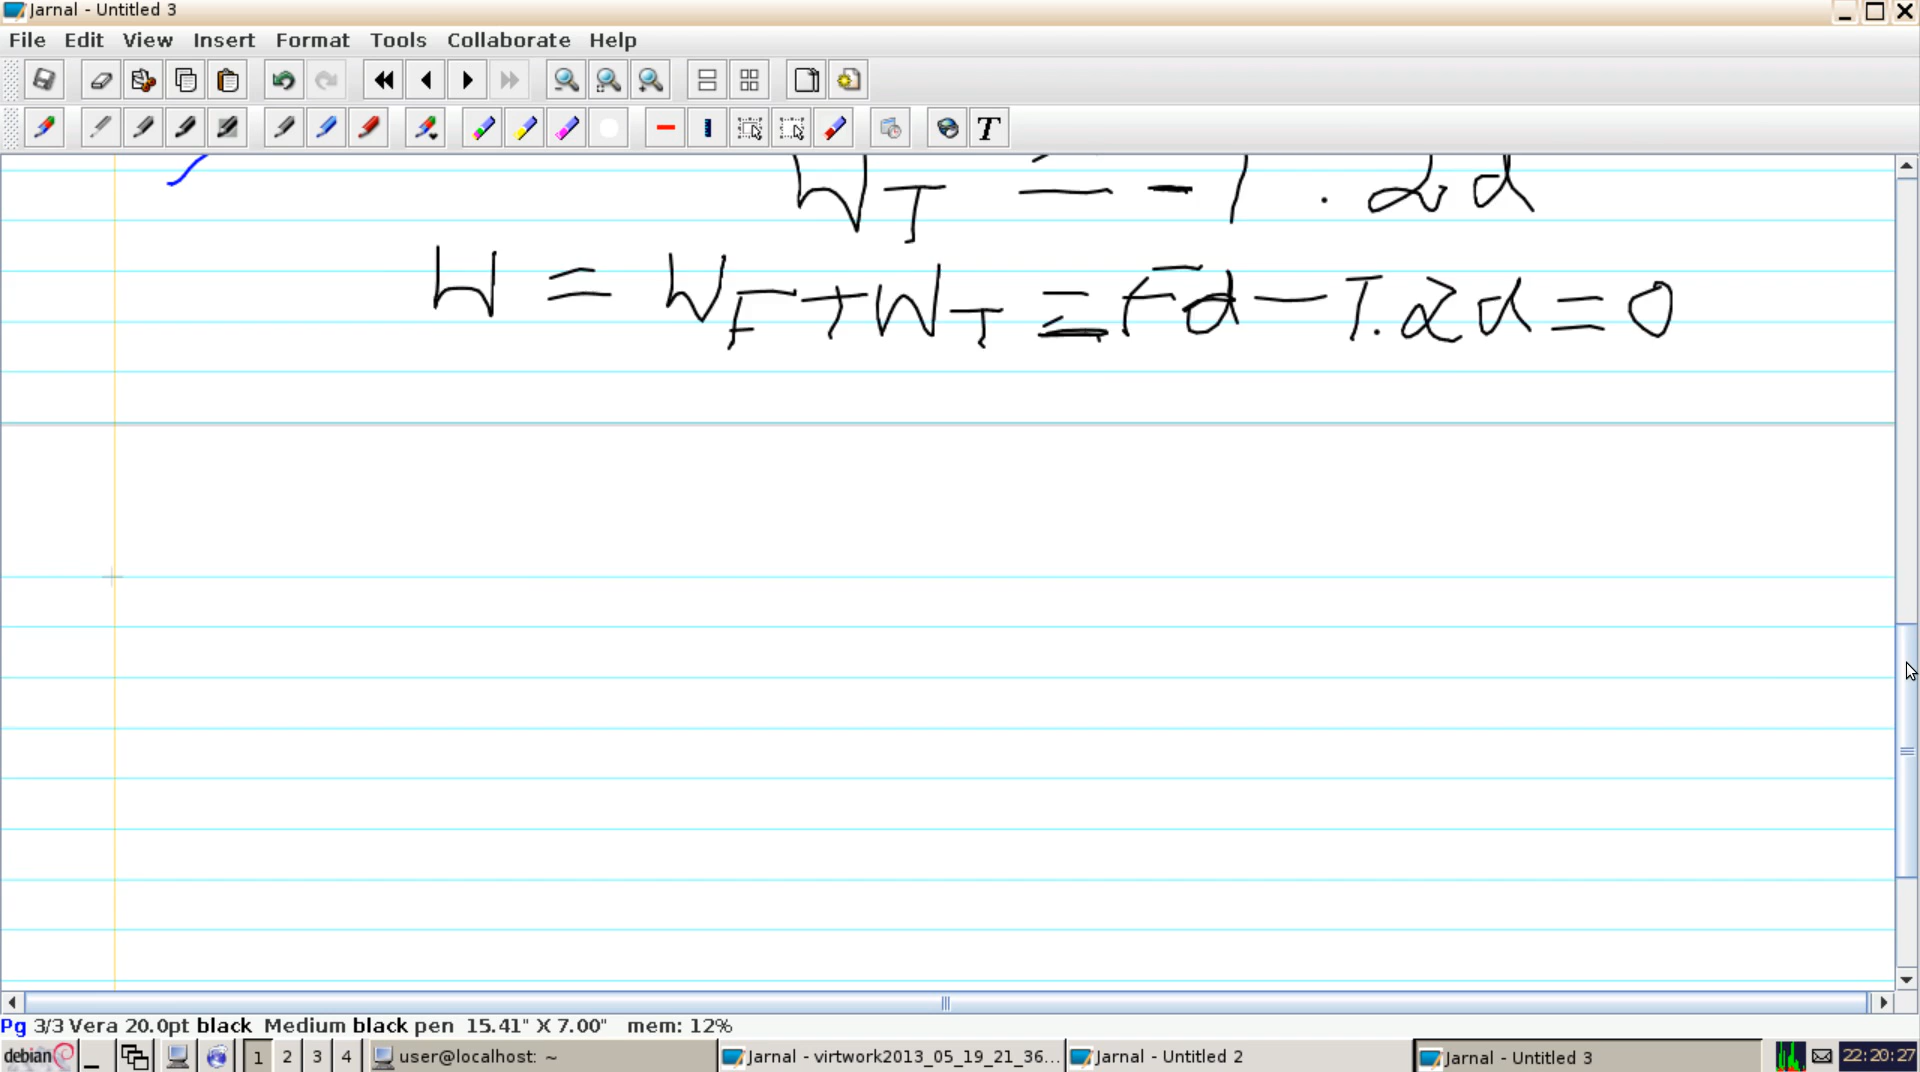 Jarnal - Untitled 3
File Edit View Insert Format Tools Collaborate Help
T
W_T = -T . 2d
W = W_F + W_T = Fd - T.2d = 0
Pg 3/3 Vera 20.0pt black Medium black pen 15.41" X 7.00" mem: 12%
debian 1 2 3 4 user@localhost: ~ Jarnal - virtwork2013_05_19_21_36... Jarnal - Untitled 2 Jarnal - Untitled 3 22:20:27